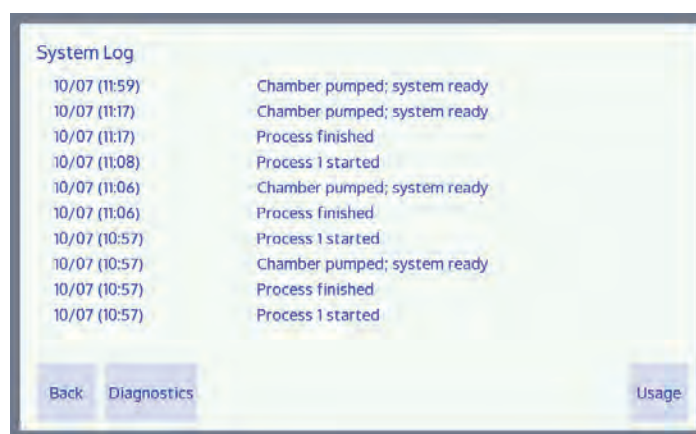 System Log
10/07 (11:59) Chamber pumped; system ready
10/07 (11:17) Chamber pumped; system ready
10/07 (11:17) Process finished
10/07 (11:08) Process 1 started
10/07 (11:06) Chamber pumped; system ready
10/07 (11:06) Process finished
10/07 (10:57) Process 1 started
10/07 (10:57) Chamber pumped; system ready
10/07 (10:57) Process finished
10/07 (10:57) Process 1 started
Back Diagnostics Usage